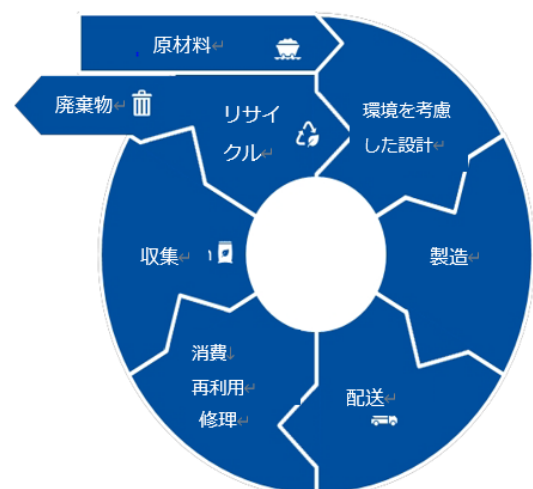 原材料
廃棄物
リサイ
クル
環境を考慮
した設計
収集
製造
消費
再利用
修理
配送